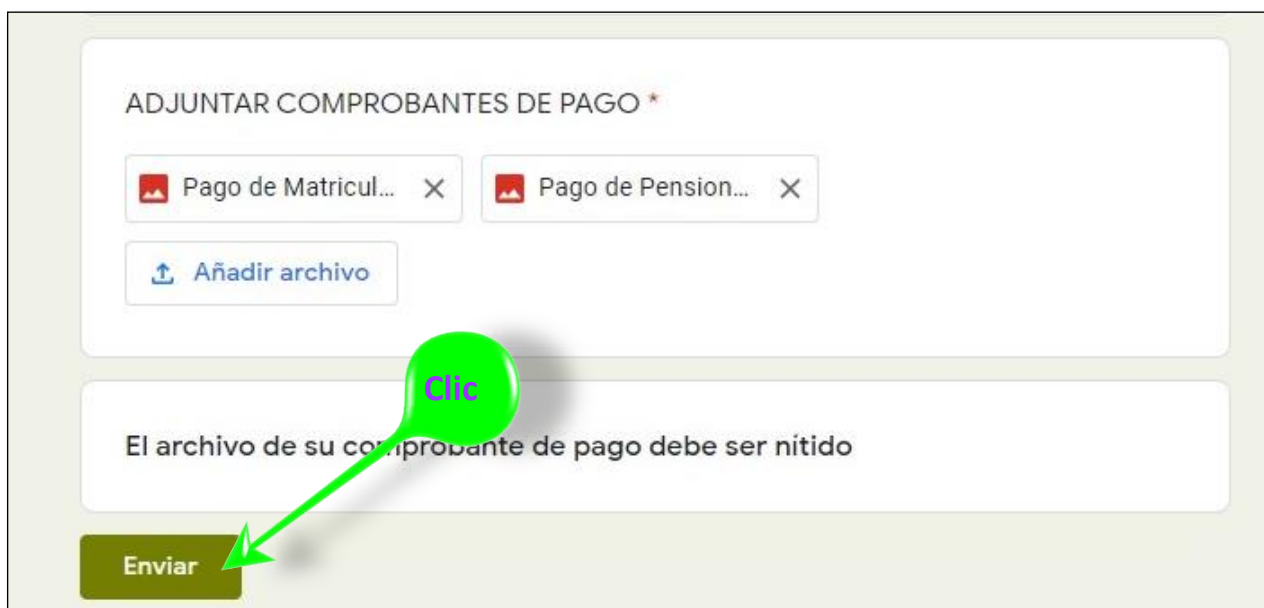 ADJUNTAR COMPROBANTES DE PAGO *
Pago de Matricul... Pago de Pension...
Añadir archivo
Clic
El archivo de su comprobante de pago debe ser nítido
Enviar